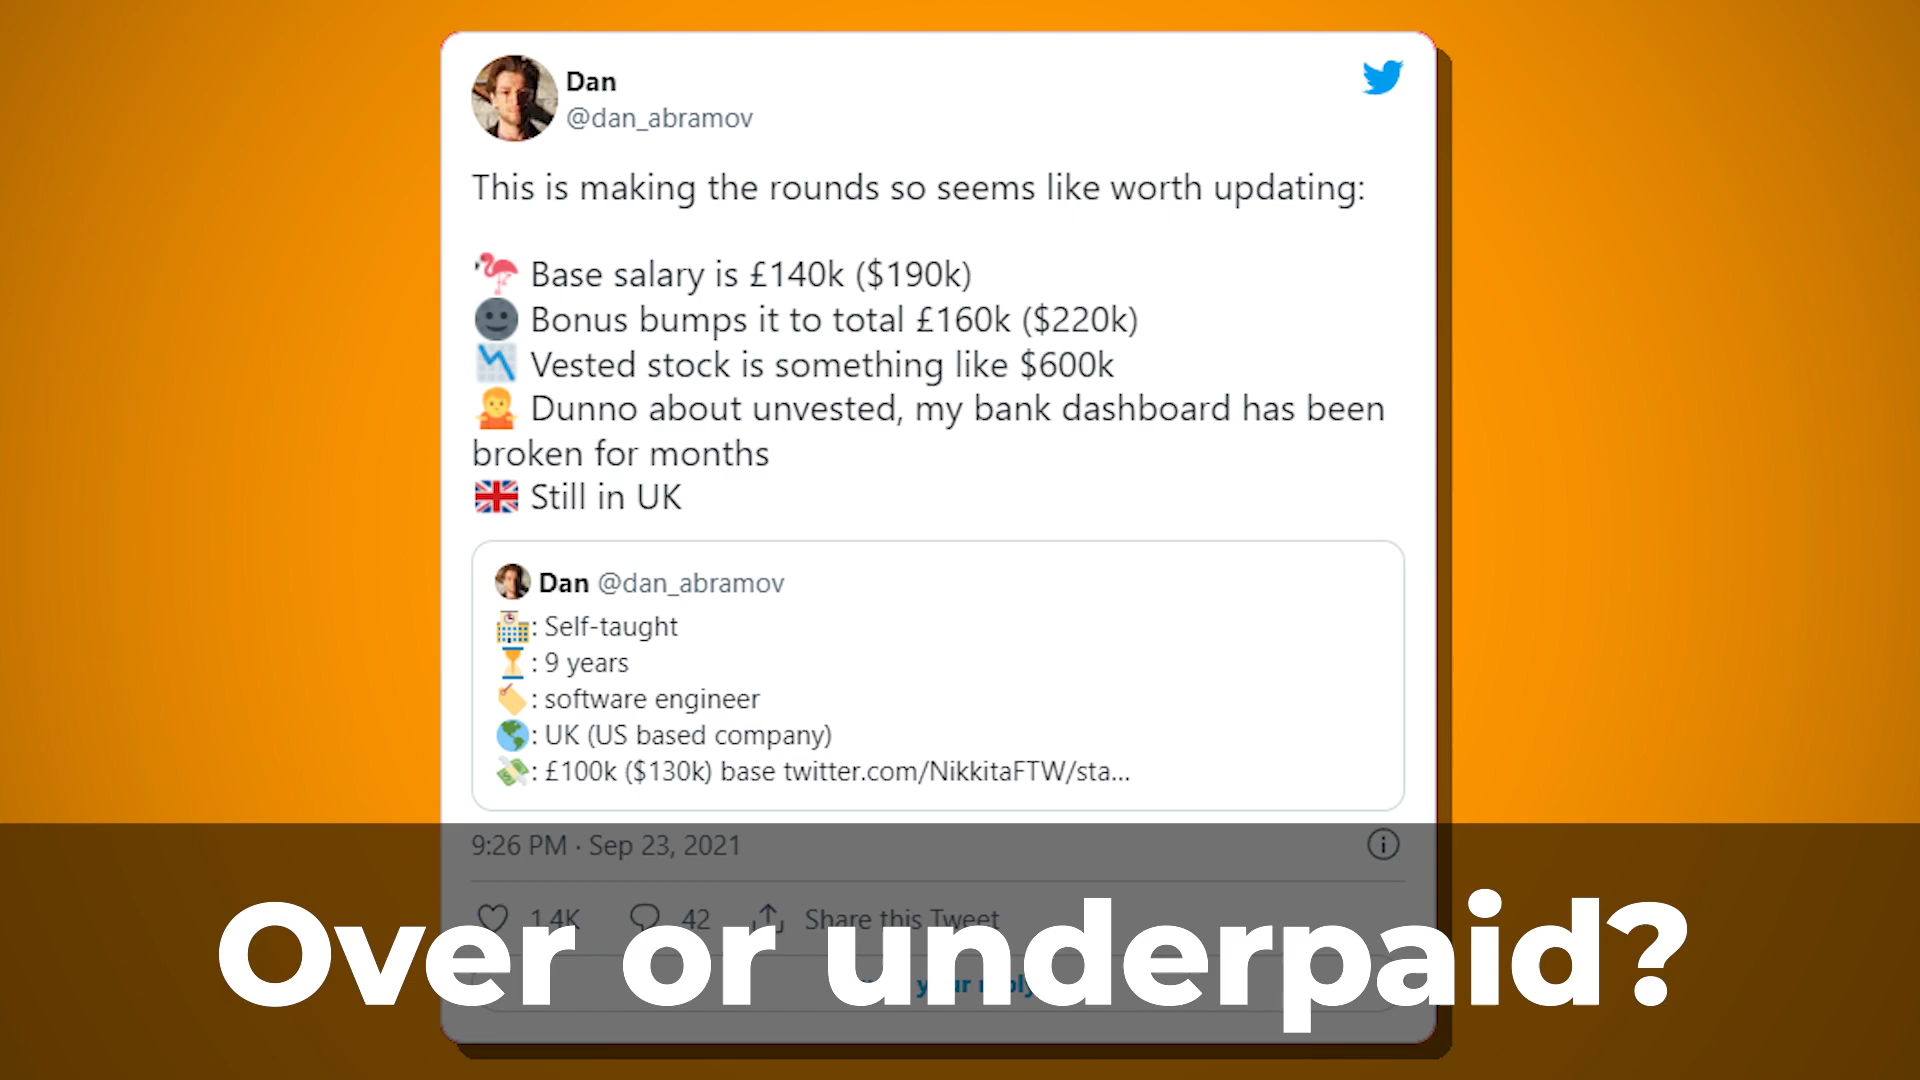 Dan
@dan_abramov
This is making the rounds so seems like worth updating:
🦩 Base salary is £140k ($190k)
🌚 Bonus bumps it to total £160k ($220k)
📉 Vested stock is something like $600k
🤷 Dunno about unvested, my bank dashboard has been
broken for months
🇬🇧 Still in UK
Dan @dan_abramov
🏫: Self-taught
⏳: 9 years
🏷️: software engineer
🌎: UK (US based company)
💸: £100k ($130k) base twitter.com/NikkitaFTW/sta...
9:26 PM · Sep 23, 2021
1.4K 42 Share this Tweet
Over or underpaid?